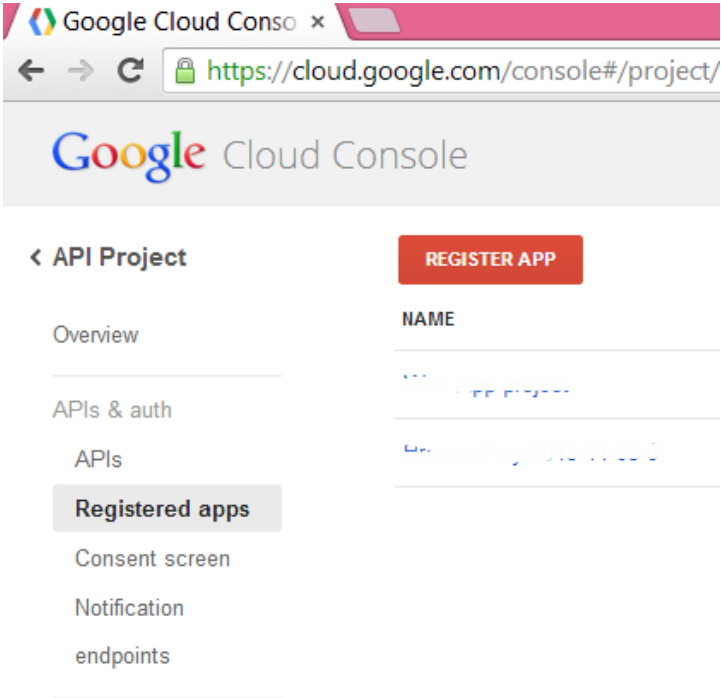 Google Cloud Conso
https://cloud.google.com/console#/project/
Google Cloud Console
API Project
REGISTER APP
NAME
Overview
APIs & auth
APIs
Registered apps
Consent screen
Notification
endpoints